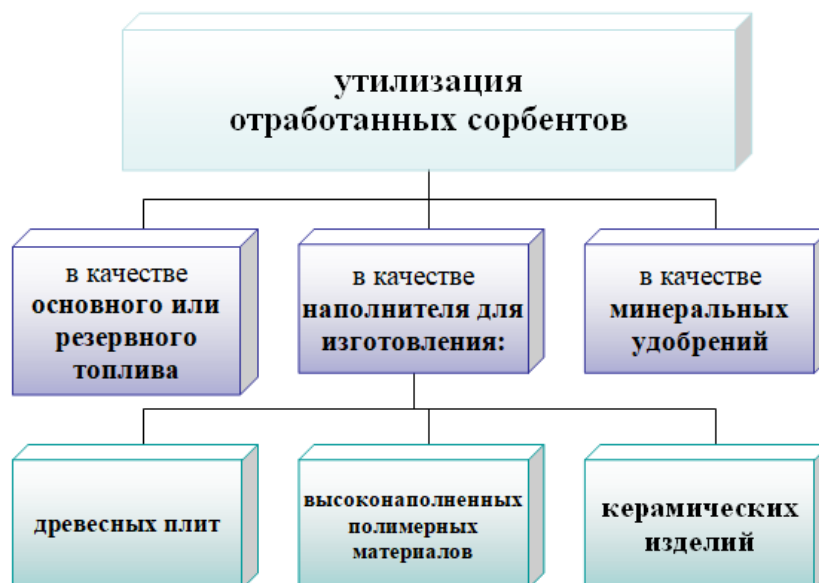 утилизация
отработанных сорбентов
в качестве
основного или
резервного
топлива
в качестве
наполнителя для
изготовления:
в качестве
минеральных
удобрений
древесных плит
высоконаполненных
полимерных
материалов
керамических
изделий